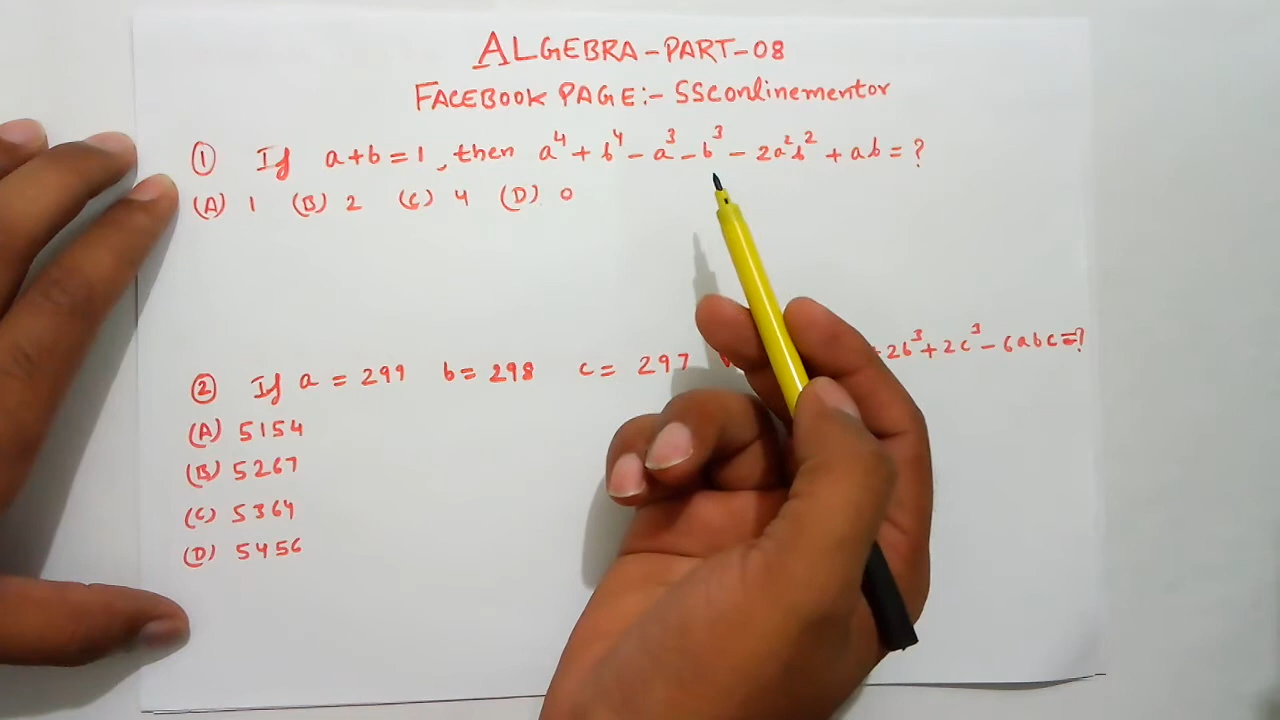 ALGEBRA-PART-08
FACEBOOK PAGE:- SSConlinementor
① If a+b=1, then a⁴+b⁴-a³-b³-2a²b²+ab=?
(A) 1 (B) 2 (C) 4 (D) 0
② If a = 299 b = 298 c = 297 +2b³+2c³-6abc=?
(A) 5154
(B) 5267
(C) 5364
(D) 5456